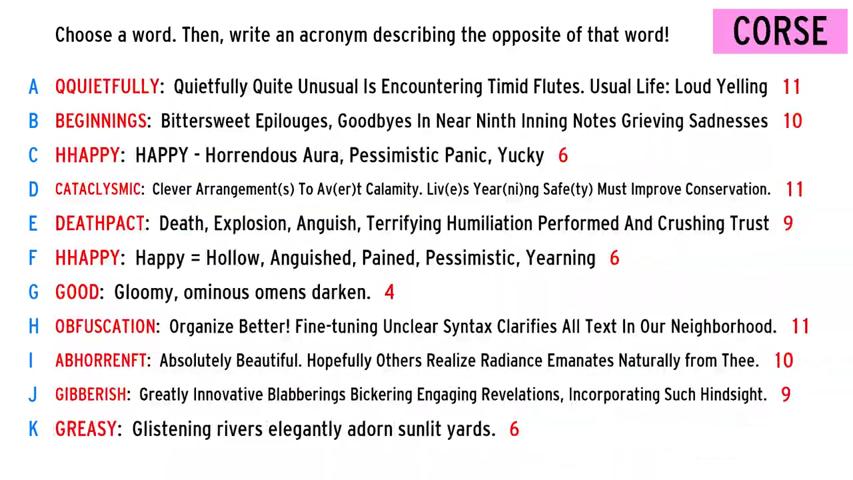 Choose a word. Then, write an acronym describing the opposite of that word!
CORSE
A QQUIETFULLY: Quietfully Quite Unusual Is Encountering Timid Flutes. Usual Life: Loud Yelling 11
B BEGINNINGS: Bittersweet Epilouges, Goodbyes In Near Ninth Inning Notes Grieving Sadnesses 10
C HHAPPY: HAPPY - Horrendous Aura, Pessimistic Panic, Yucky 6
D CATACLYSMIC: Clever Arrangement(s) To Av(er)t Calamity. Liv(e)s Year(ni)ng Safe(ty) Must Improve Conservation. 11
E DEATHPACT: Death, Explosion, Anguish, Terrifying Humiliation Performed And Crushing Trust 9
F HHAPPY: Happy = Hollow, Anguished, Pained, Pessimistic, Yearning 6
G GOOD: Gloomy, ominous omens darken. 4
H OBFUSCATION: Organize Better! Fine-tuning Unclear Syntax Clarifies All Text In Our Neighborhood. 11
I ABHORRENFT: Absolutely Beautiful. Hopefully Others Realize Radiance Emanates Naturally from Thee. 10
J GIBBERISH: Greatly Innovative Blabberings Bickering Engaging Revelations, Incorporating Such Hindsight. 9
K GREASY: Glistening rivers elegantly adorn sunlit yards. 6